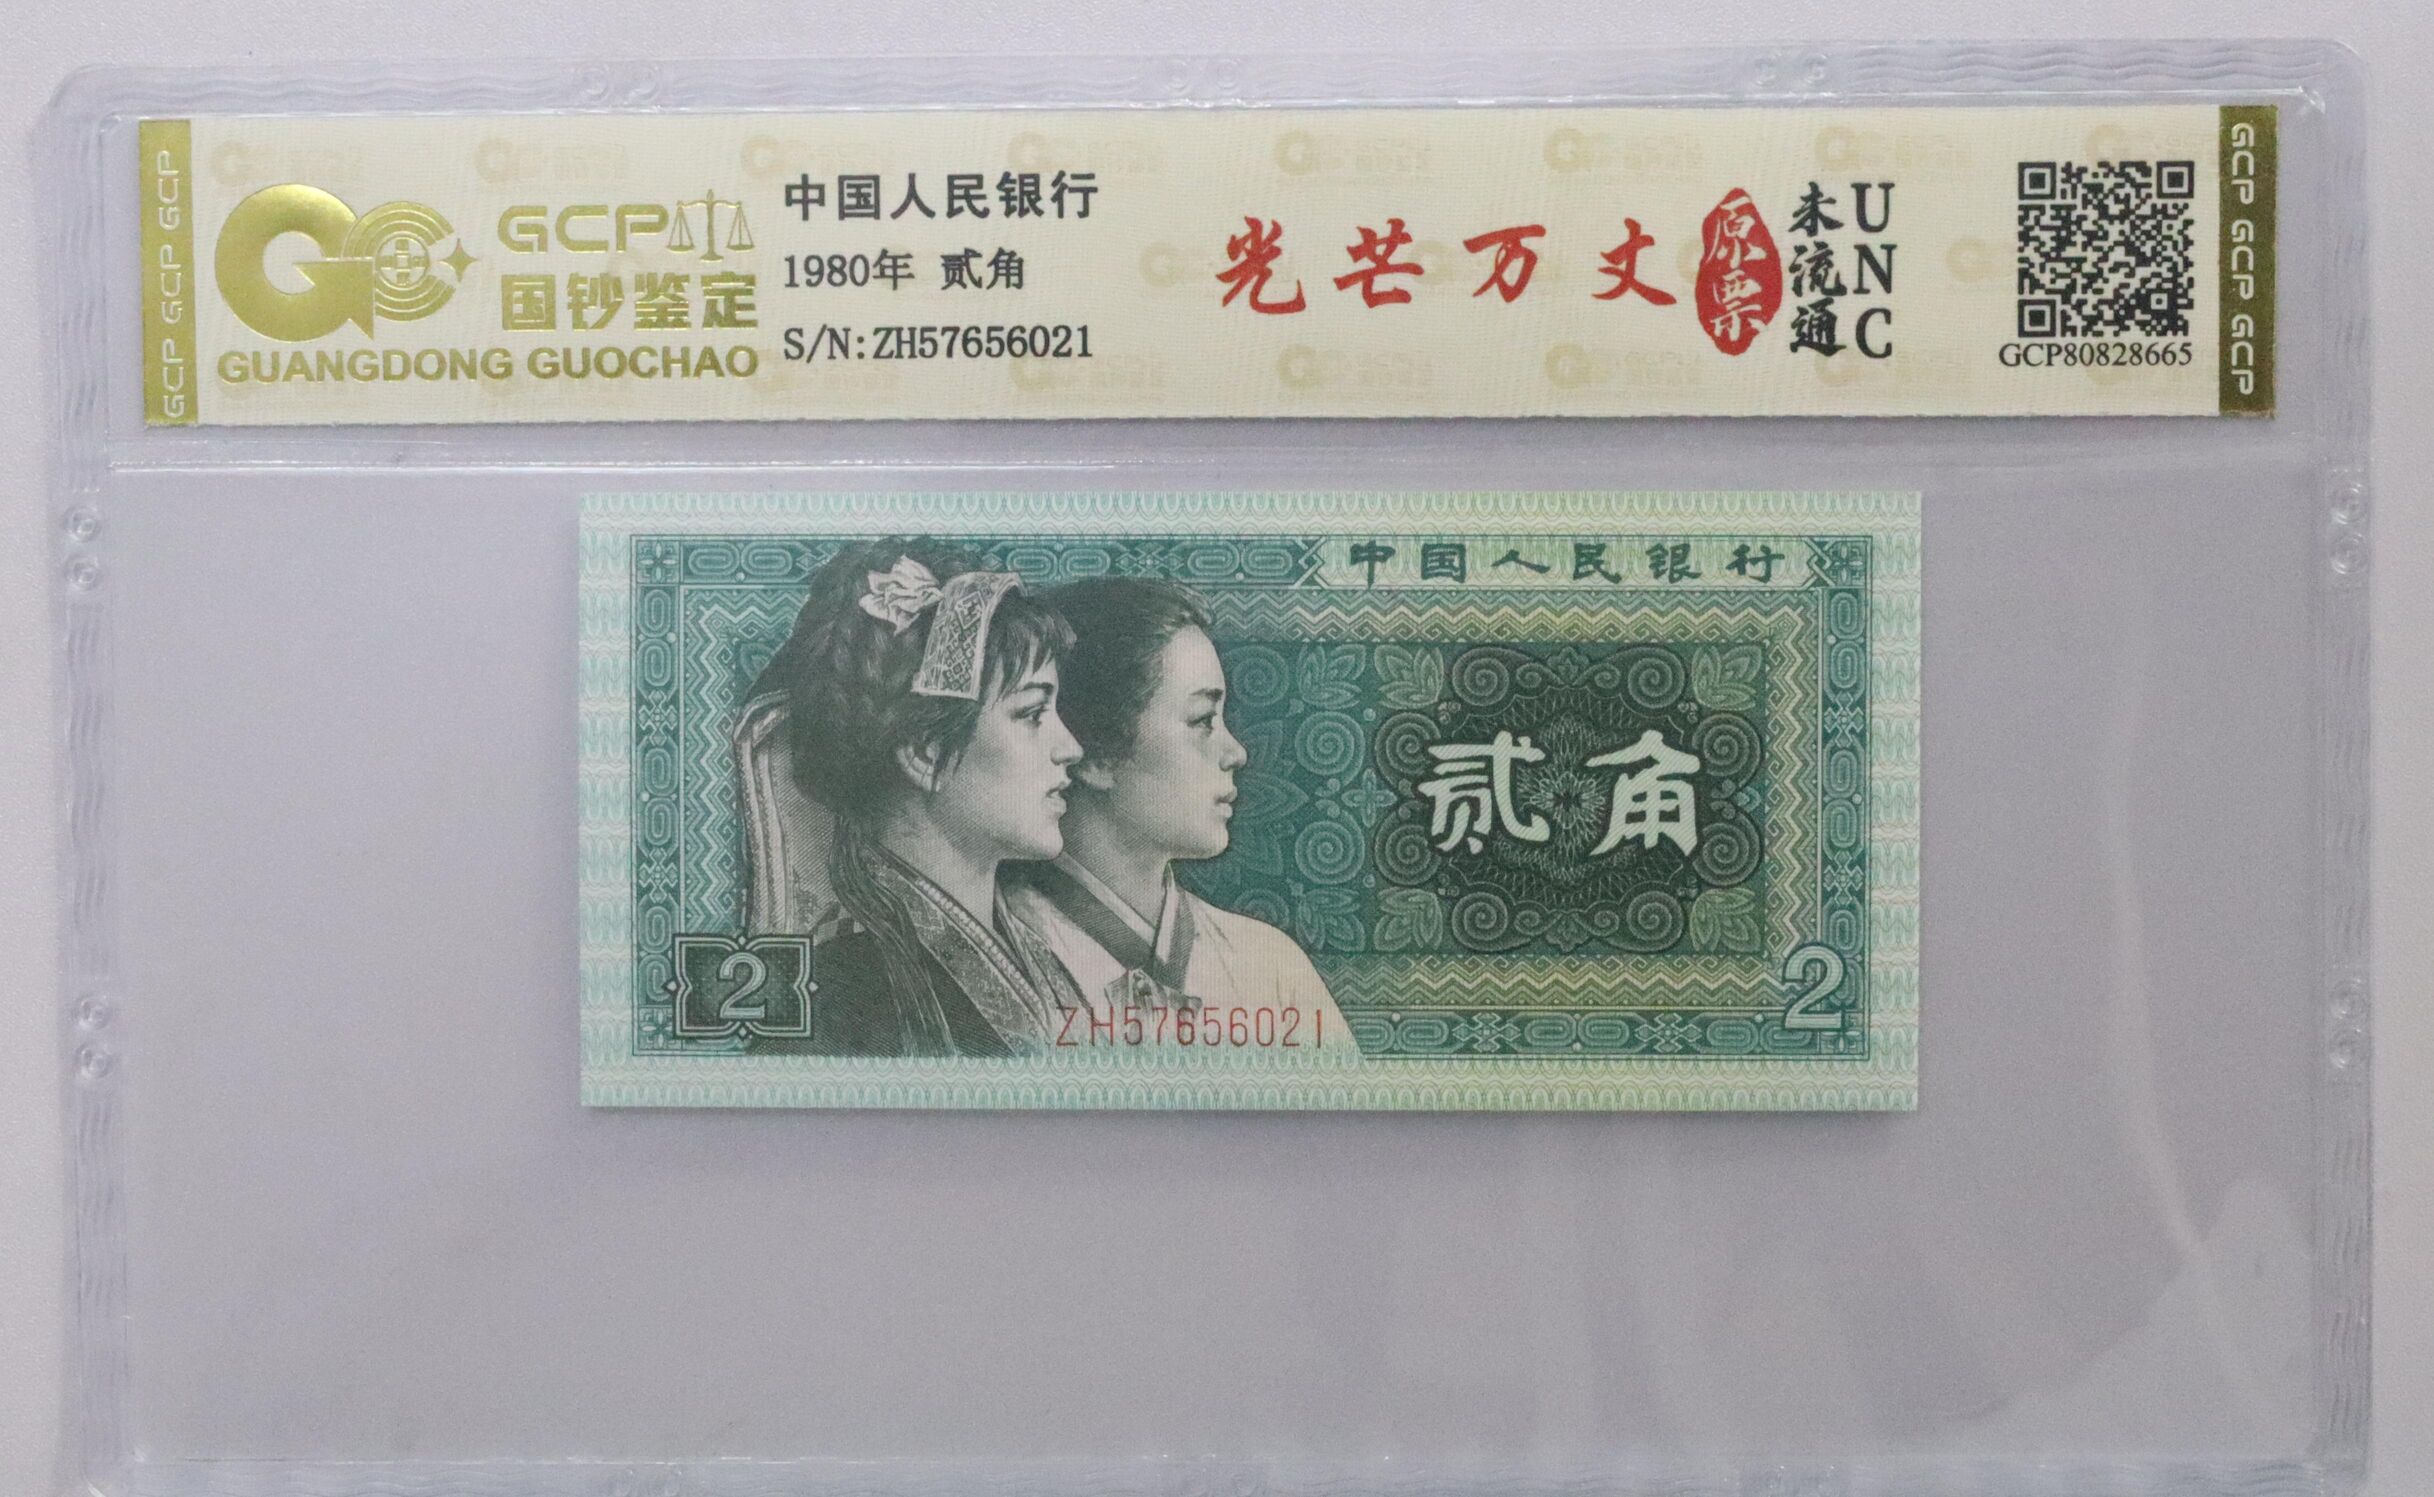 GCP GCP GCP GCP
GCP
国钞鉴定
GUANGDONG GUOCHAO
中国人民银行
1980年 贰角
S/N:ZH57656021
光芒万丈
原票
未流通
UNC
GCP80828665
GCP GCP GCP GCP
中国人民银行
贰角
2
2
ZH57656021